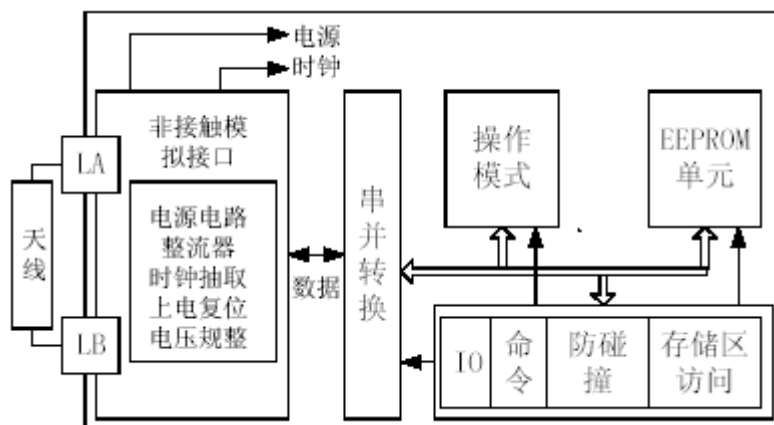 电源
时钟
非接触模
拟接口
LA
天线
LB
电源电路
整流器
时钟抽取
上电复位
电压规整
数据
串并转换
操作
模式
EEPROM
单元
IO
命令
防碰
撞
存储区
访问